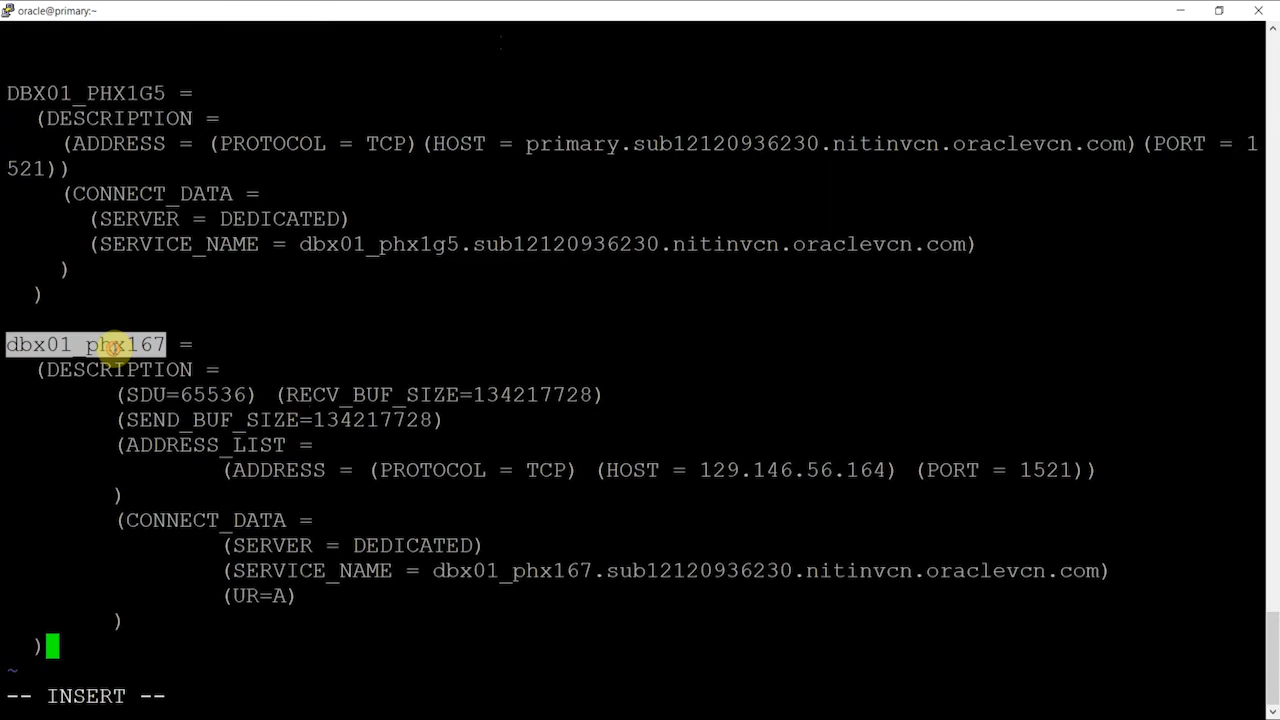 oracle@primary:~
DBX01_PHX1G5 =
(DESCRIPTION =
(ADDRESS = (PROTOCOL = TCP)(HOST = primary.sub12120936230.nitinvcn.oraclevcn.com)(PORT = 1
521))
(CONNECT_DATA =
(SERVER = DEDICATED)
(SERVICE_NAME = dbx01_phx1g5.sub12120936230.nitinvcn.oraclevcn.com)
)
)
dbx01_phx167 =
(DESCRIPTION =
(SDU=65536) (RECV_BUF_SIZE=134217728)
(SEND_BUF_SIZE=134217728)
(ADDRESS_LIST =
(ADDRESS = (PROTOCOL = TCP) (HOST = 129.146.56.164) (PORT = 1521))
)
(CONNECT_DATA =
(SERVER = DEDICATED)
(SERVICE_NAME = dbx01_phx167.sub12120936230.nitinvcn.oraclevcn.com)
(UR=A)
)
)
~
-- INSERT --